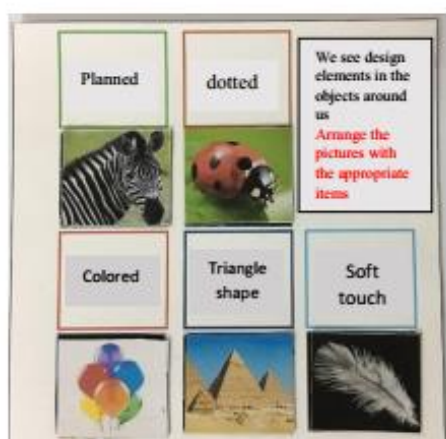 Planned
dotted
We see design
elements in the
objects around
us
Arrange the
pictures with
the appropriate
items
Colored
Triangle
shape
Soft
touch